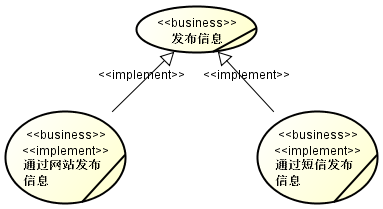 <<business>>
发布信息
<<implement>>
<<implement>>
<<business>>
<<implement>>
通过网站发布
信息
<<business>>
<<implement>>
通过短信发布
信息